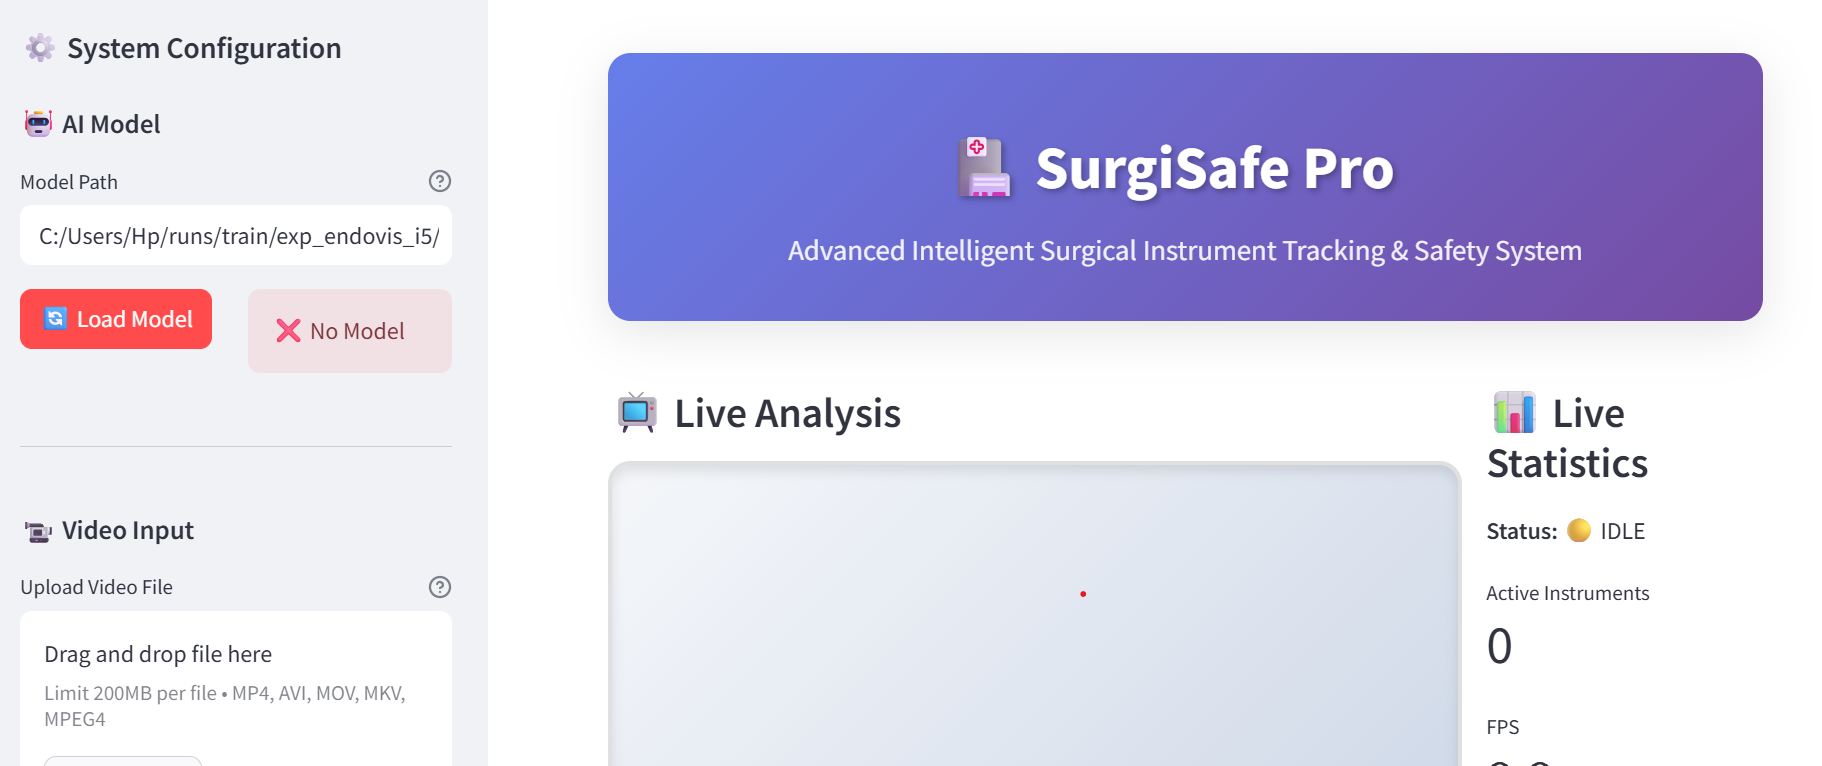 System Configuration
AI Model
Model Path
C:/Users/Hp/runs/train/exp_endovis_i5/
Load Model
No Model
Video Input
Upload Video File
Drag and drop file here
Limit 200MB per file • MP4, AVI, MOV, MKV,
MPEG4
SurgiSafe Pro
Advanced Intelligent Surgical Instrument Tracking & Safety System
Live Analysis
Live
Statistics
Status: IDLE
Active Instruments
0
FPS